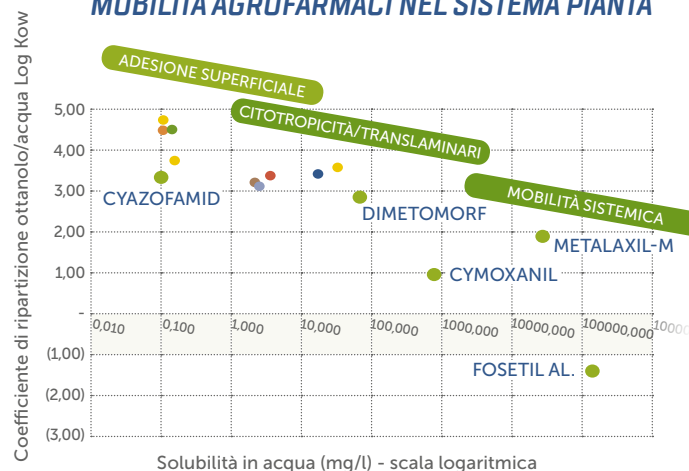 MOBILITÀ AGROFARMACI NEL SISTEMA PIANTA
ADESIONE SUPERFICIALE
CITOTROPICITÀ/TRANSLAMINARI
MOBILITÀ SISTEMICA
Coefficiente di ripartizione ottanolo/acqua Log Kow
5,00
4,00
3,00
2,00
1,00
-
(1,00)
(2,00)
(3,00)
CYAZOFAMID
DIMETOMORF
METALAXIL-M
CYMOXANIL
FOSETIL AL.
0,010 0,100 1,000 10,000 100,000 1000,000 10000,000 100000,000
Solubilità in acqua (mg/l) - scala logaritmica